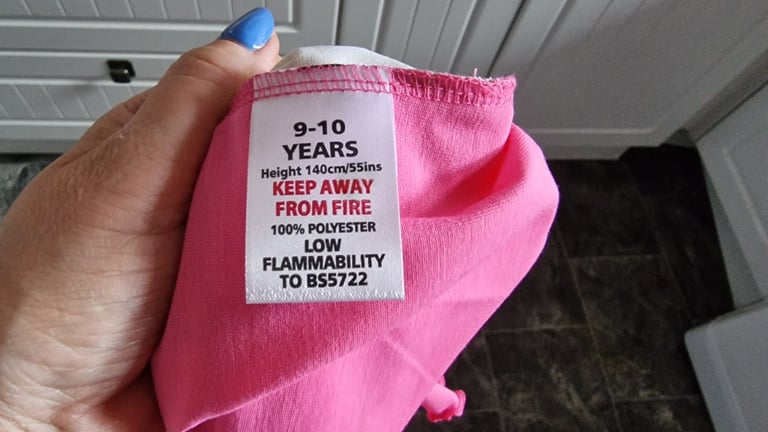 9-10
YEARS
Height 140cm/55ins
KEEP AWAY
FROM FIRE
100% POLYESTER
LOW
FLAMMABILITY
TO BS5722